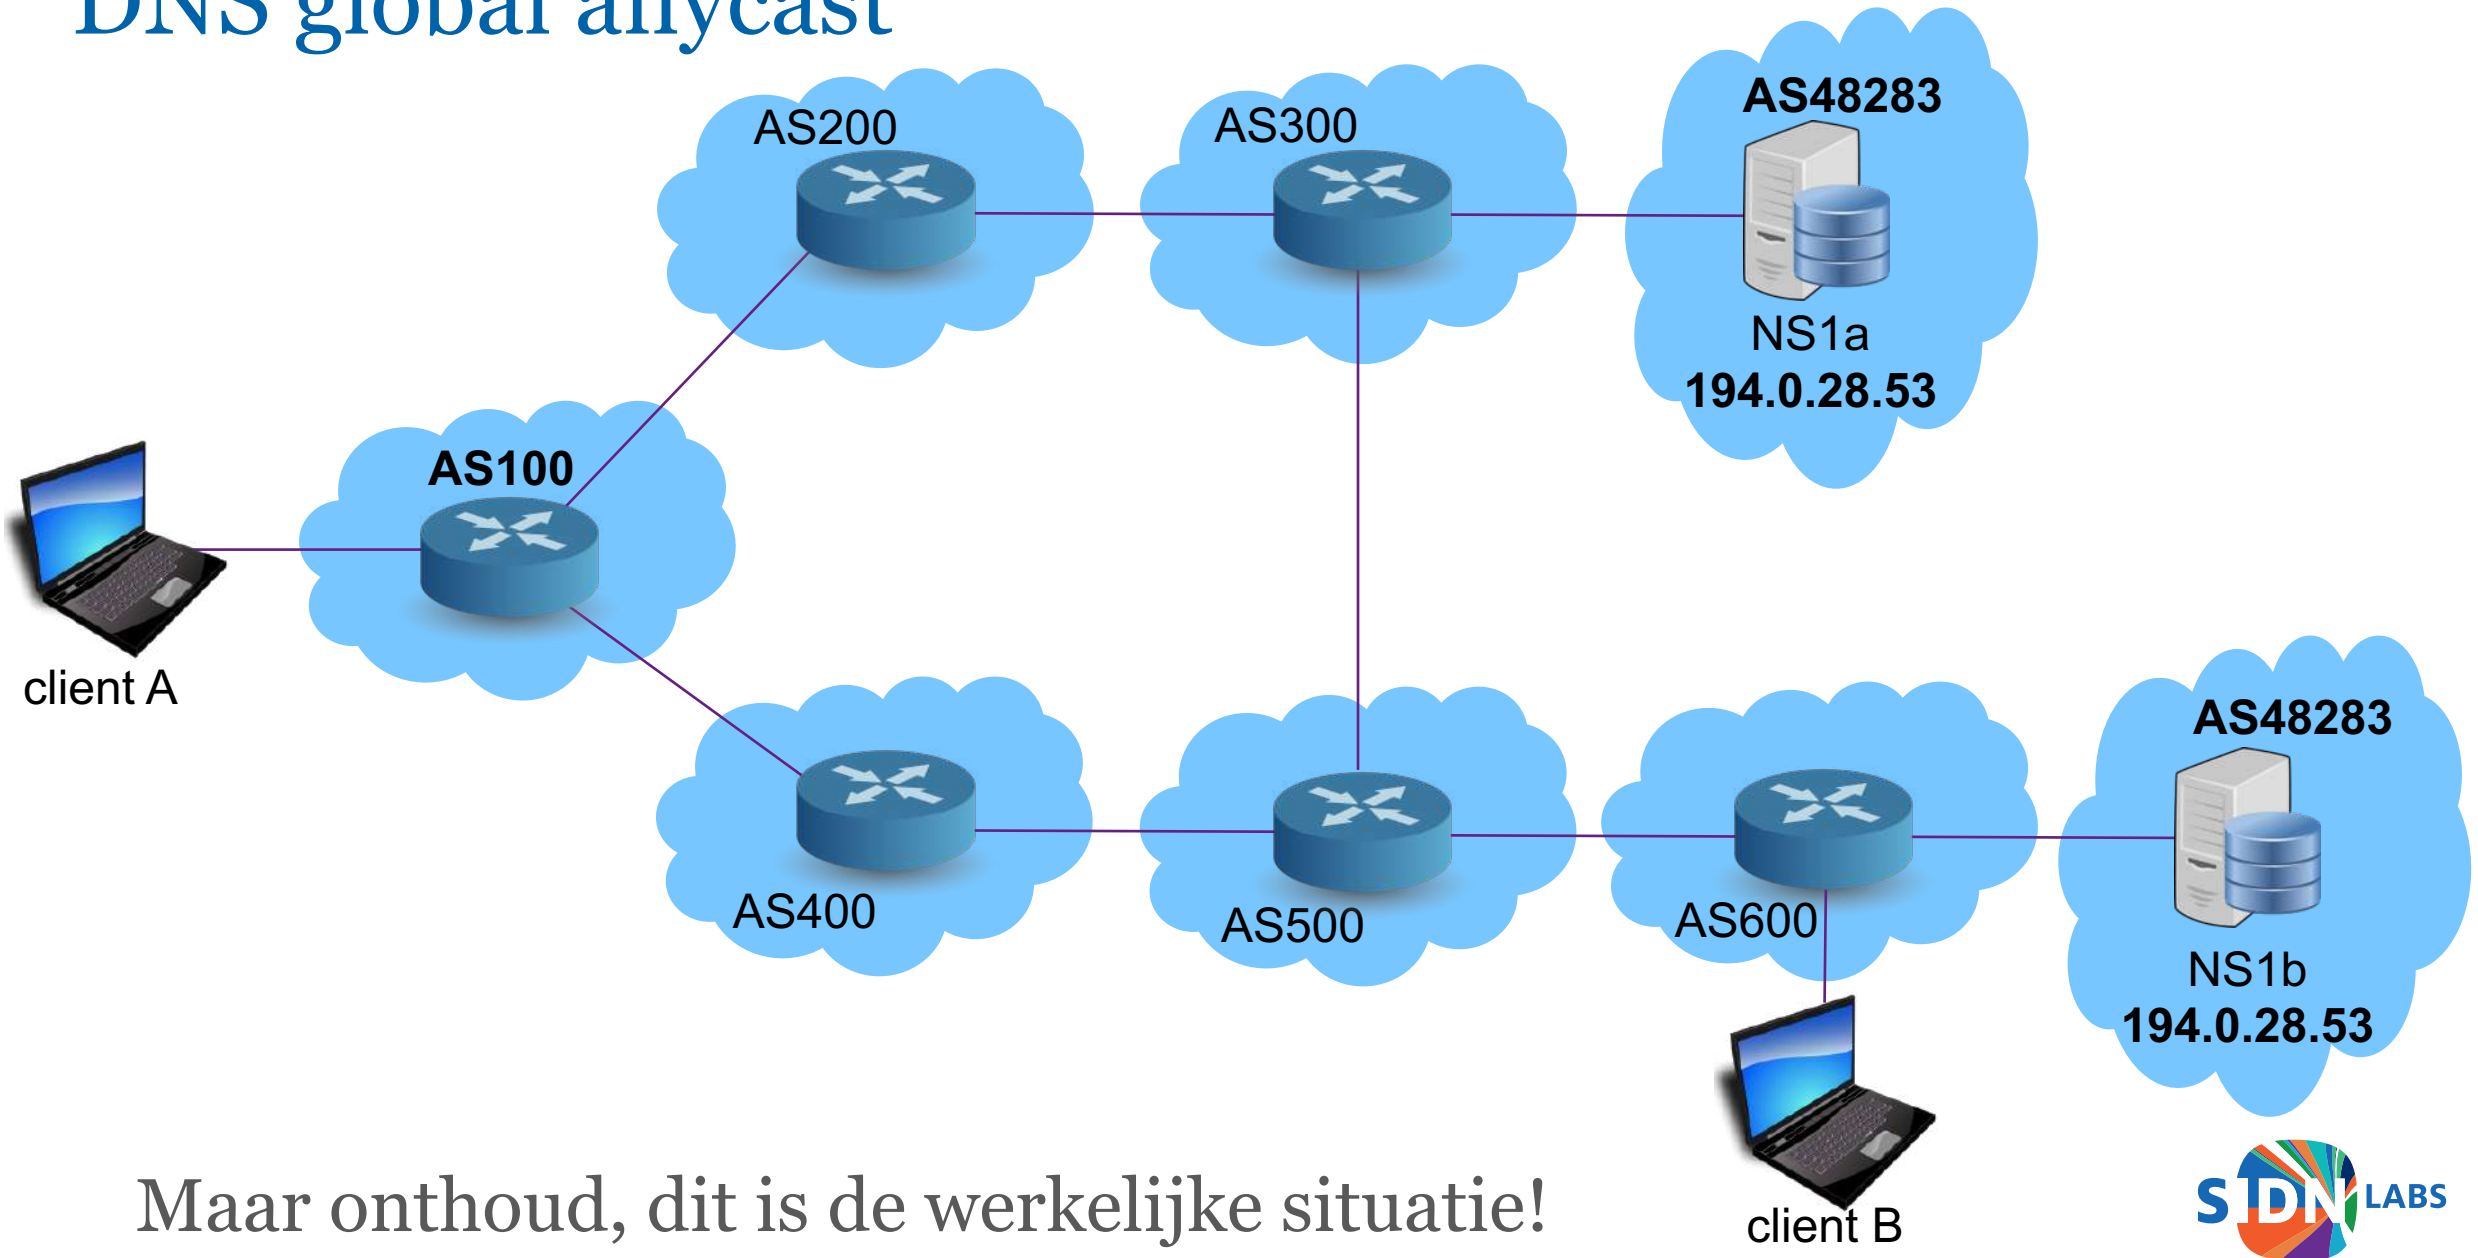 DNS global anycast
AS200
AS300
AS48283
NS1a
194.0.28.53
AS100
client A
AS400
AS500
AS600
AS48283
NS1b
194.0.28.53
client B
Maar onthoud, dit is de werkelijke situatie!
SIDN LABS